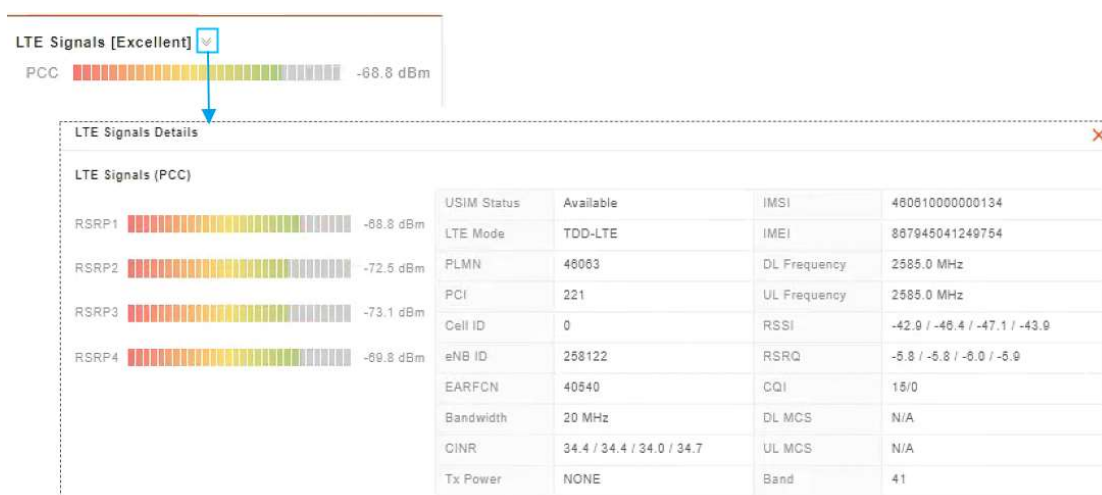 LTE Signals [Excellent]
PCC -68.8 dBm
LTE Signals Details
LTE Signals (PCC)
RSRP1 -68.8 dBm
RSRP2 -72.5 dBm
RSRP3 -73.1 dBm
RSRP4 -69.8 dBm
USIM Status Available IMSI 460610000000134
LTE Mode TDD-LTE IMEI 867945041249754
PLMN 46063 DL Frequency 2585.0 MHz
PCI 221 UL Frequency 2585.0 MHz
Cell ID 0 RSSI -42.9 / -46.4 / -47.1 / -43.9
eNB ID 258122 RSRQ -5.8 / -5.8 / -6.0 / -5.9
EARFCN 40540 CQI 15/0
Bandwidth 20 MHz DL MCS N/A
CINR 34.4 / 34.4 / 34.0 / 34.7 UL MCS N/A
Tx Power NONE Band 41